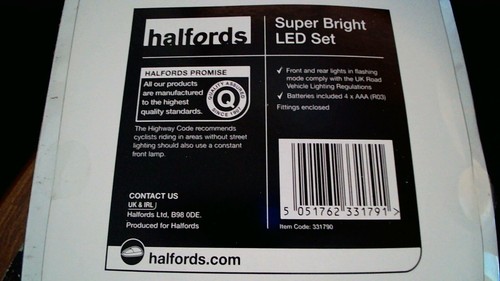 halfords
HALFORDS PROMISE
All our products
are manufactured
to the highest
quality standards.
QUALITY ASSURED
Q
The Highway Code recommends
cyclists riding in areas without street
lighting should also use a constant
front lamp.
CONTACT US
UK & IRL
Halfords Ltd, B98 0DE.
Produced for Halfords
halfords.com
Super Bright
LED Set
✓ Front and rear lights in flashing
mode comply with the UK Road
Vehicle Lighting Regulations
✓ Batteries included 4 x AAA (R03)
Fittings enclosed
5 051762 331791 >
Item Code: 331790